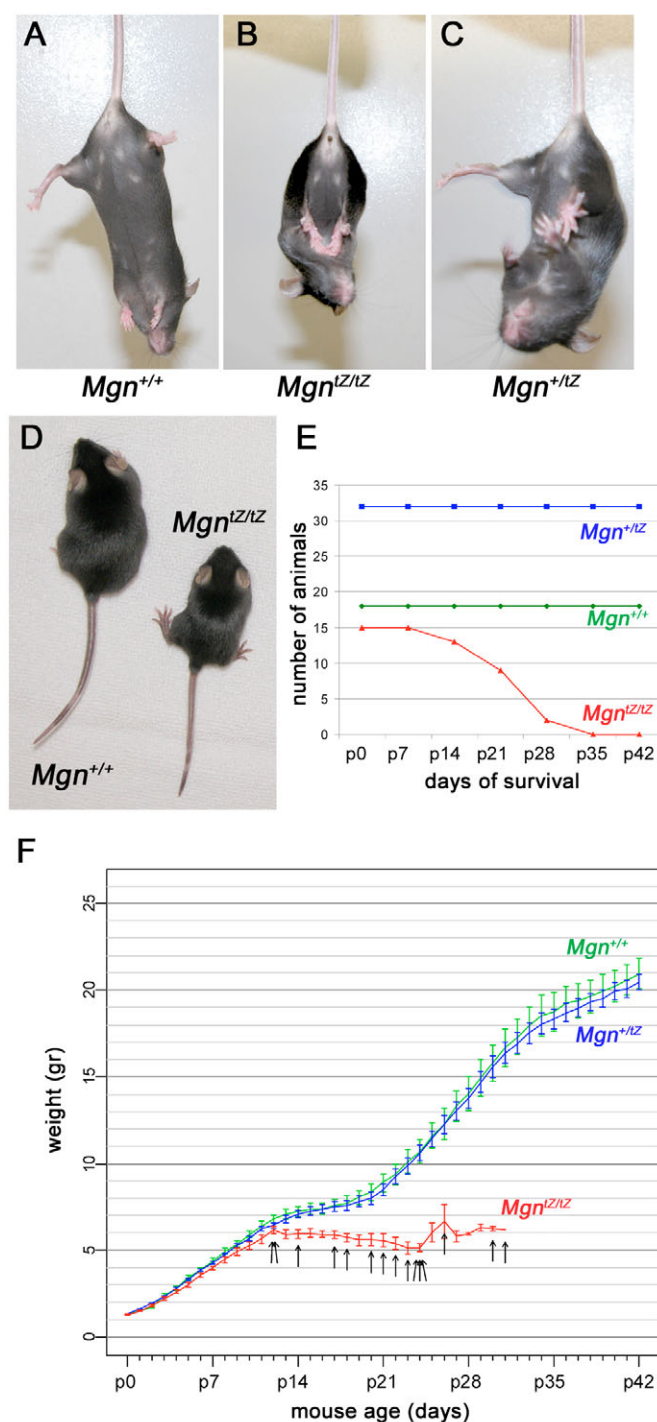 A
B
C
Mgn+/+
MgntZ/tZ
Mgn+/tZ
D
MgntZ/tZ
Mgn+/+
E
35
30
25
20
15
10
5
0
number of animals
Mgn+/tZ
Mgn+/+
MgntZ/tZ
p0 p7 p14 p21 p28 p35 p42
days of survival
F
25
20
15
10
5
0
weight (gr)
Mgn+/+
Mgn+/tZ
MgntZ/tZ
p0 p7 p14 p21 p28 p35 p42
mouse age (days)